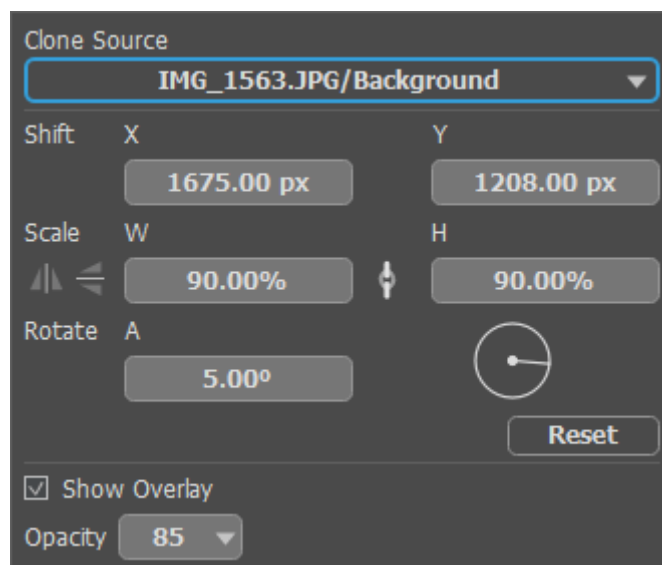 Clone Source
IMG_1563.JPG/Background
Shift X Y
1675.00 px 1208.00 px
Scale W H
90.00% 90.00%
Rotate A
5.00º
Reset
Show Overlay
Opacity 85